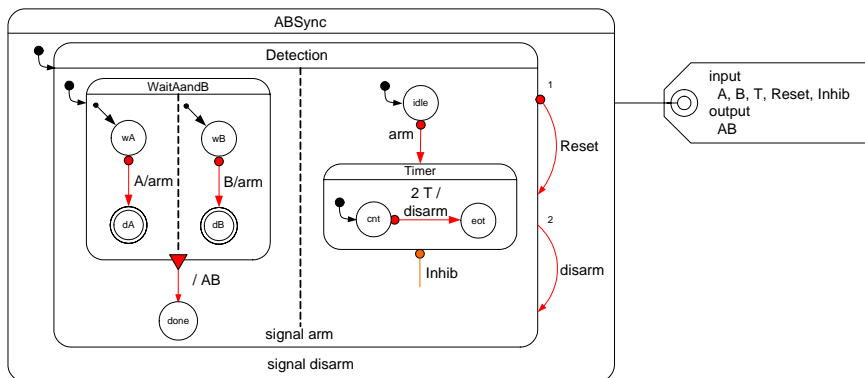 ABSync
Detection
WaitAandB
wA
wB
A/arm
B/arm
dA
dB
/ AB
done
idle
arm
Timer
2 T /
disarm
cnt
eot
Inhib
signal arm
1
Reset
2
disarm
signal disarm
input
A, B, T, Reset, Inhib
output
AB